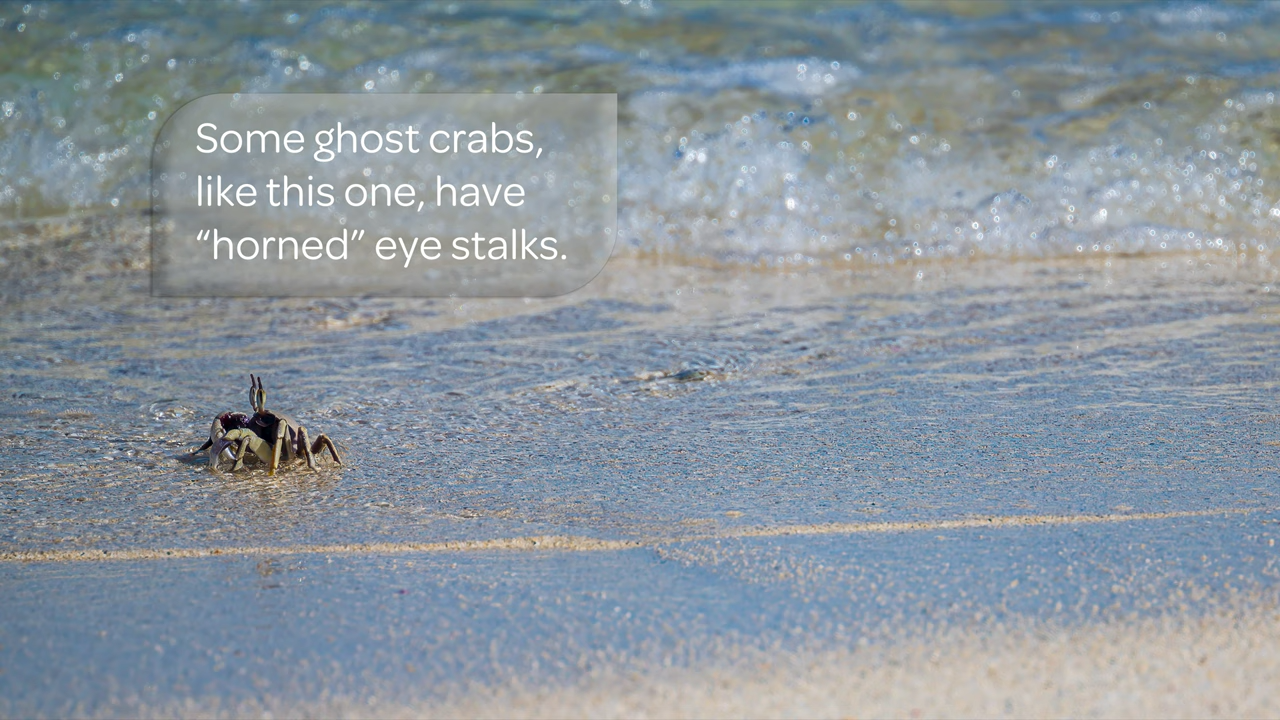 Some ghost crabs,
like this one, have
“horned” eye stalks.